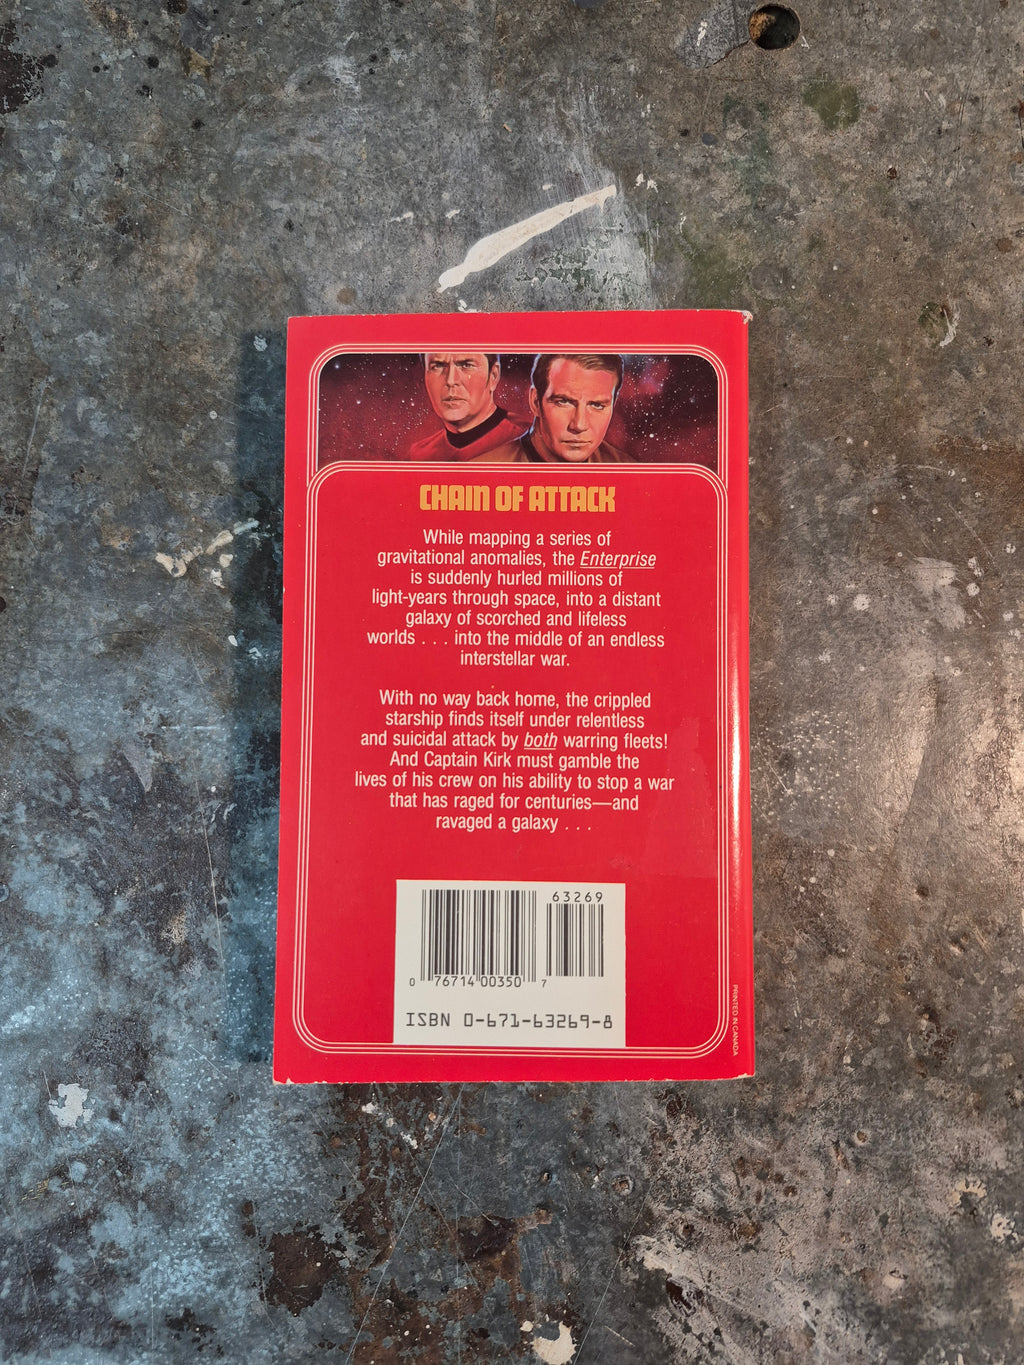 CHAIN OF ATTACK
While mapping a series of
gravitational anomalies, the Enterprise
is suddenly hurled millions of
light-years through space, into a distant
galaxy of scorched and lifeless
worlds . . . into the middle of an endless
interstellar war.
With no way back home, the crippled
starship finds itself under relentless
and suicidal attack by both warring fleets!
And Captain Kirk must gamble the
lives of his crew on his ability to stop a war
that has raged for centuries—and
ravaged a galaxy . . .
63269
0 76714 00350 7
ISBN 0-671-63269-8
PRINTED IN CANADA